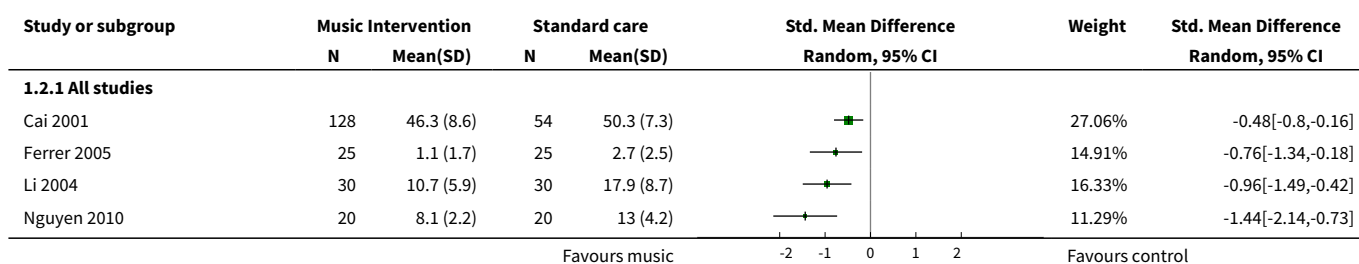 Study or subgroup Music Intervention Standard care Std. Mean Difference Weight Std. Mean Difference
N Mean(SD) N Mean(SD) Random, 95% CI Random, 95% CI
1.2.1 All studies
Cai 2001 128 46.3 (8.6) 54 50.3 (7.3) 27.06% -0.48[-0.8,-0.16]
Ferrer 2005 25 1.1 (1.7) 25 2.7 (2.5) 14.91% -0.76[-1.34,-0.18]
Li 2004 30 10.7 (5.9) 30 17.9 (8.7) 16.33% -0.96[-1.49,-0.42]
Nguyen 2010 20 8.1 (2.2) 20 13 (4.2) 11.29% -1.44[-2.14,-0.73]
Favours music -2 -1 0 1 2 Favours control